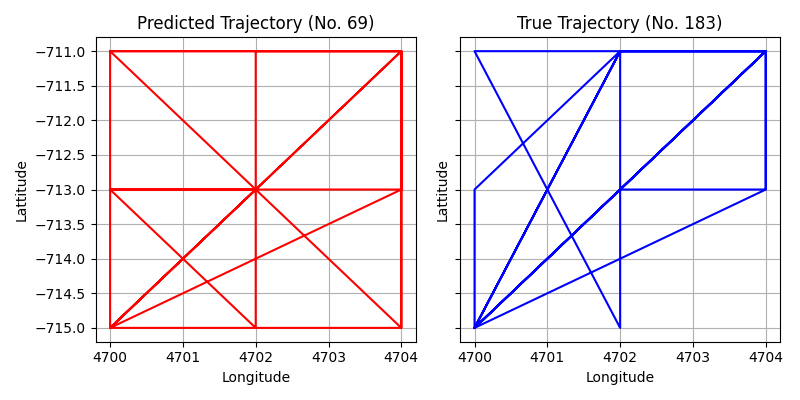 Predicted Trajectory (No. 69)
True Trajectory (No. 183)
−711.0
−711.5
−712.0
−712.5
−713.0
−713.5
−714.0
−714.5
−715.0
Lattitude
Lattitude
4700 4701 4702 4703 4704
4700 4701 4702 4703 4704
Longitude
Longitude